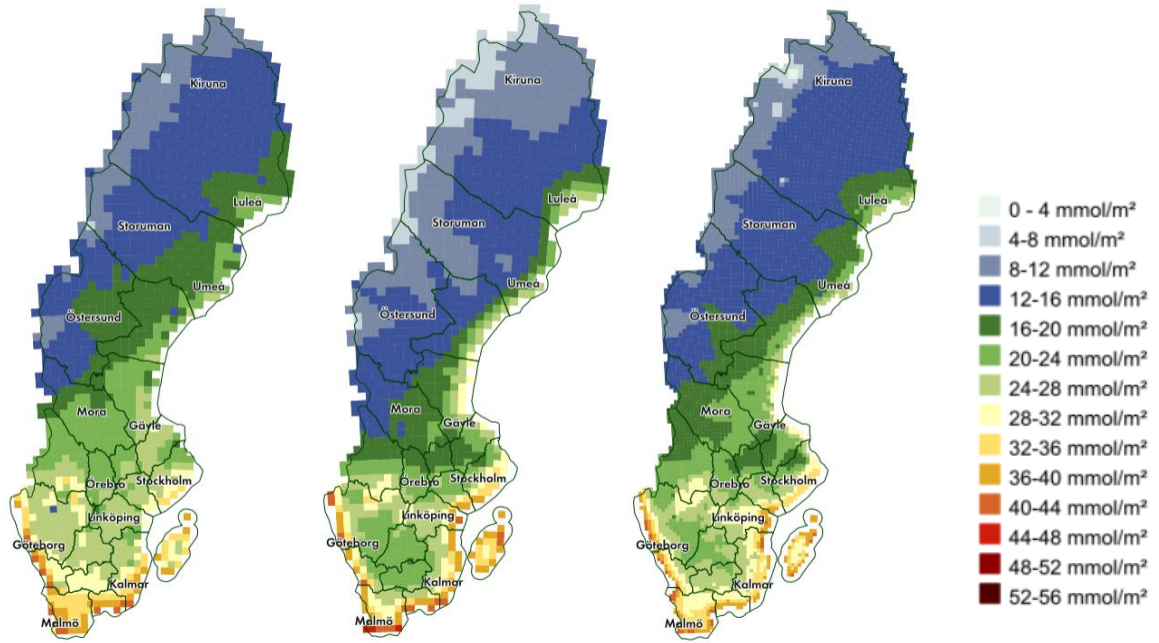 Kiruna
Luleå
Storuman
Umeå
Östersund
Mora
Gävle
Örebro
Stockholm
Linköping
Göteborg
Kalmar
Malmö
Kiruna
Luleå
Storuman
Umeå
Östersund
Mora
Gävle
Örebro
Stockholm
Linköping
Göteborg
Kalmar
Malmö
Kiruna
Luleå
Storuman
Umeå
Östersund
Mora
Gävle
Örebro
Stockholm
Linköping
Göteborg
Kalmar
Malmö
0 - 4 mmol/m²
4-8 mmol/m²
8-12 mmol/m²
12-16 mmol/m²
16-20 mmol/m²
20-24 mmol/m²
24-28 mmol/m²
28-32 mmol/m²
32-36 mmol/m²
36-40 mmol/m²
40-44 mmol/m²
44-48 mmol/m²
48-52 mmol/m²
52-56 mmol/m²